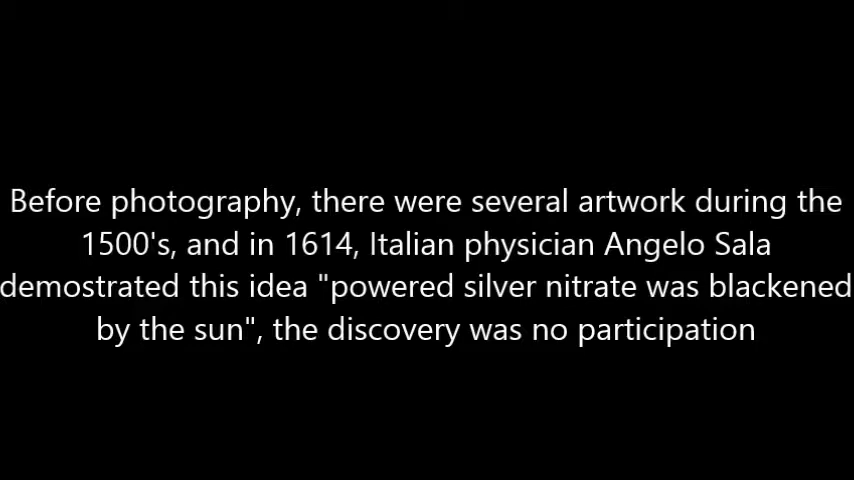 Before photography, there were several artwork during the
1500's, and in 1614, Italian physician Angelo Sala
demostrated this idea "powered silver nitrate was blackened
by the sun", the discovery was no participation